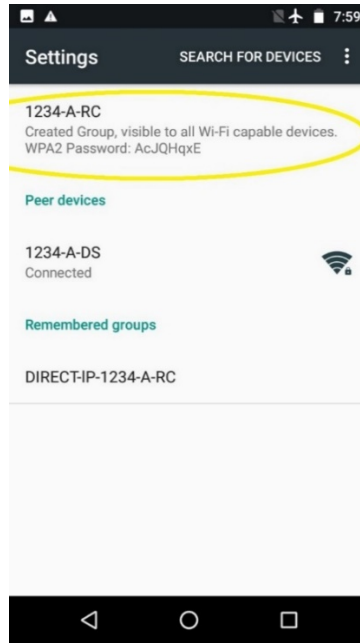 7:59
Settings
SEARCH FOR DEVICES
1234-A-RC
Created Group, visible to all Wi-Fi capable devices.
WPA2 Password: AcJQHqxE
Peer devices
1234-A-DS
Connected
Remembered groups
DIRECT-IP-1234-A-RC